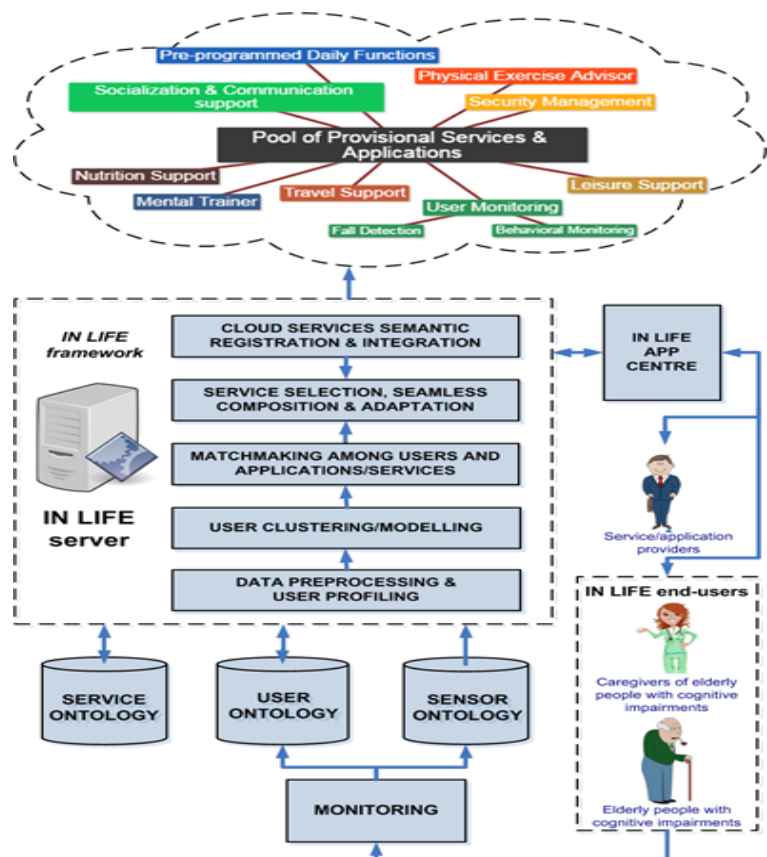 Pre-programmed Daily Functions
Physical Exercise Advisor
Socialization & Communication
support
Security Management
Pool of Provisional Services &
Applications
Nutrition Support
Leisure Support
Mental Trainer
Travel Support
User Monitoring
Fall Detection
Behavioral Monitoring
IN LIFE
framework
IN LIFE
server
CLOUD SERVICES SEMANTIC
REGISTRATION & INTEGRATION
SERVICE SELECTION, SEAMLESS
COMPOSITION & ADAPTATION
MATCHMAKING AMONG USERS AND
APPLICATIONS/SERVICES
USER CLUSTERING/MODELLING
DATA PREPROCESSING &
USER PROFILING
IN LIFE
APP
CENTRE
Service/application
providers
IN LIFE end-users
Caregivers of elderly
people with cognitive
impairments
Elderly people with
cognitive impairments
SERVICE
ONTOLOGY
USER
ONTOLOGY
SENSOR
ONTOLOGY
MONITORING